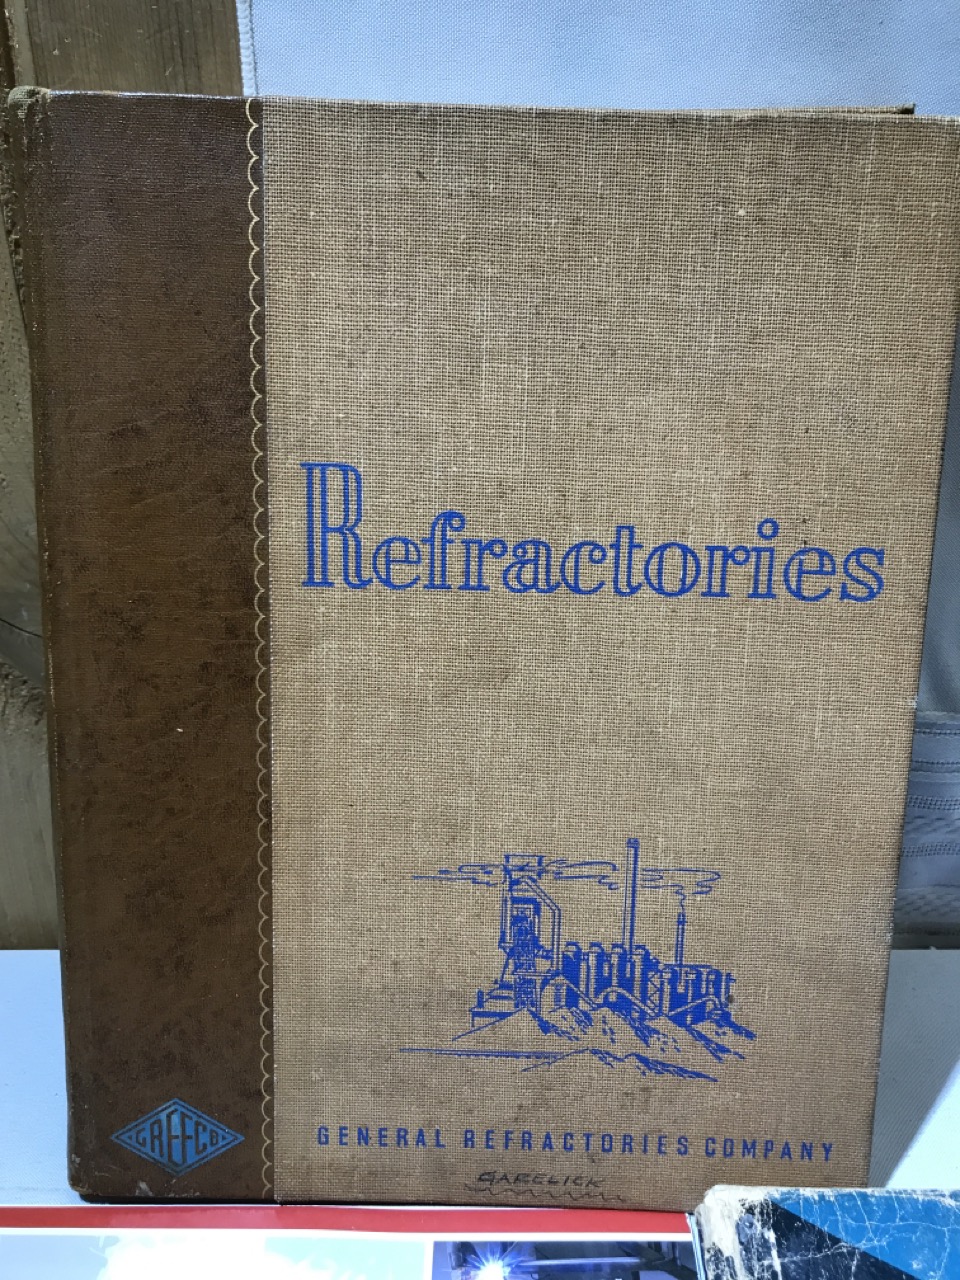 Refractories
GREFCO
GENERAL REFRACTORIES COMPANY
GARELICK